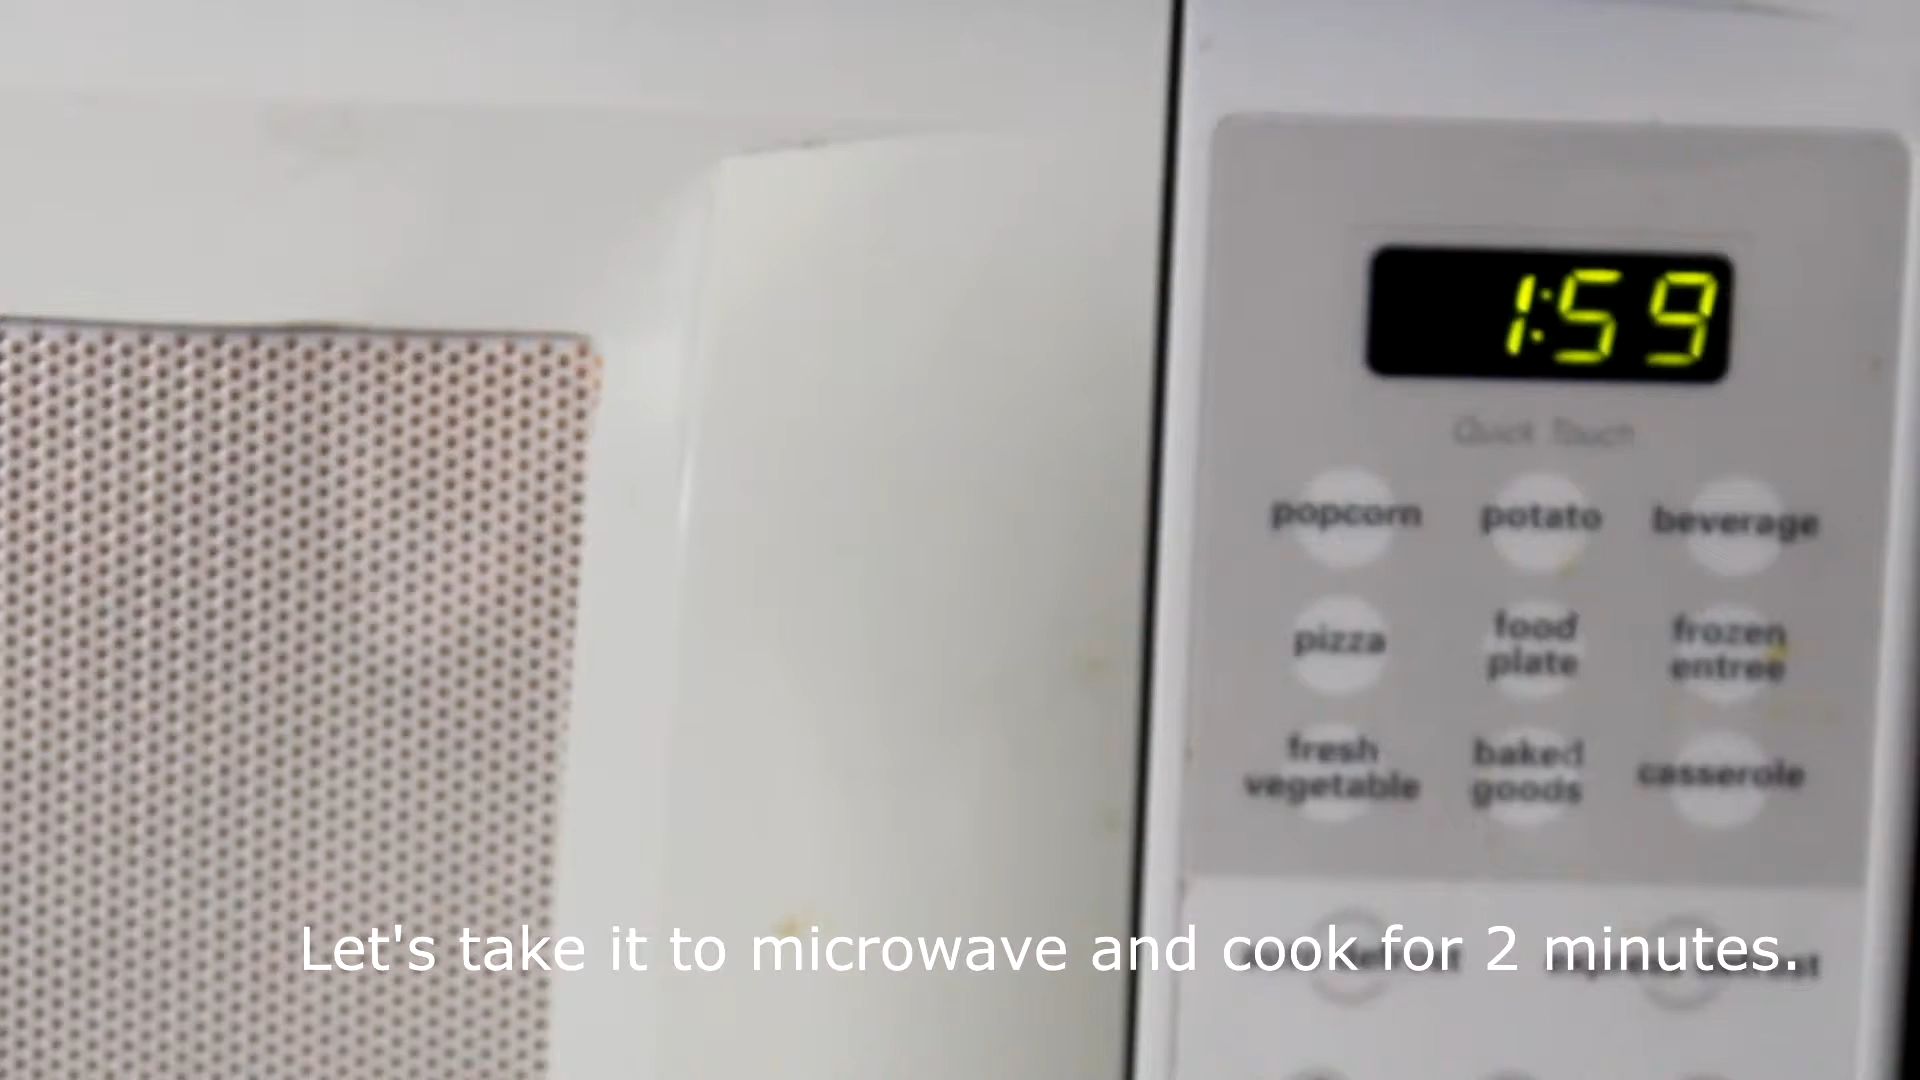 1:59
Quick Touch
popcorn potato beverage
pizza food plate frozen entree
fresh vegetable baked goods casserole
Let's take it to microwave and cook for 2 minutes.